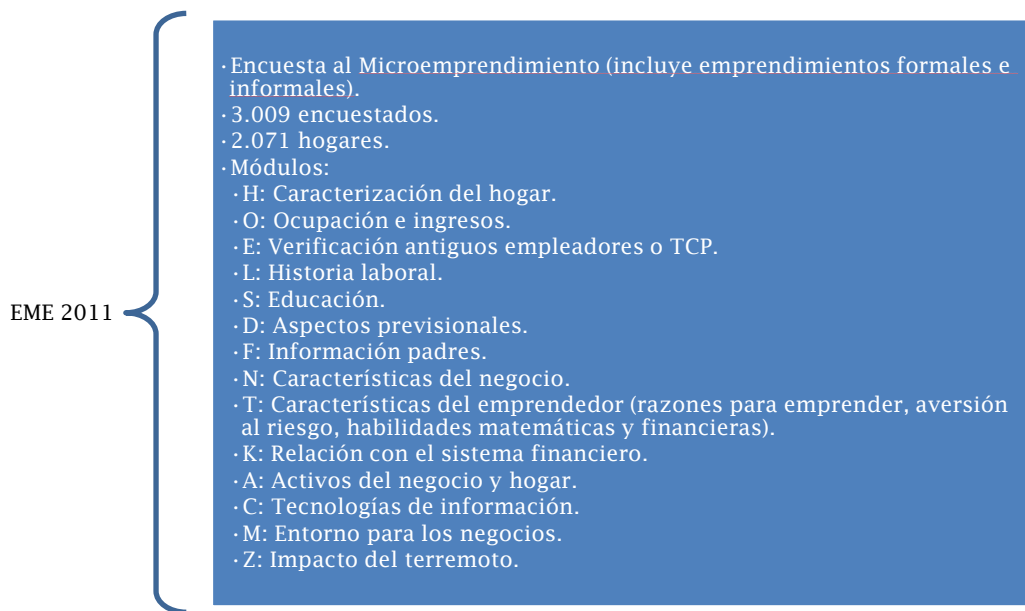 EME 2011
·Encuesta al Microemprendimiento (incluye emprendimientos formales e
informales).
·3.009 encuestados.
·2.071 hogares.
·Módulos:
·H: Caracterización del hogar.
·O: Ocupación e ingresos.
·E: Verificación antiguos empleadores o TCP.
·L: Historia laboral.
·S: Educación.
·D: Aspectos previsionales.
·F: Información padres.
·N: Características del negocio.
·T: Características del emprendedor (razones para emprender, aversión
al riesgo, habilidades matemáticas y financieras).
·K: Relación con el sistema financiero.
·A: Activos del negocio y hogar.
·C: Tecnologías de información.
·M: Entorno para los negocios.
·Z: Impacto del terremoto.